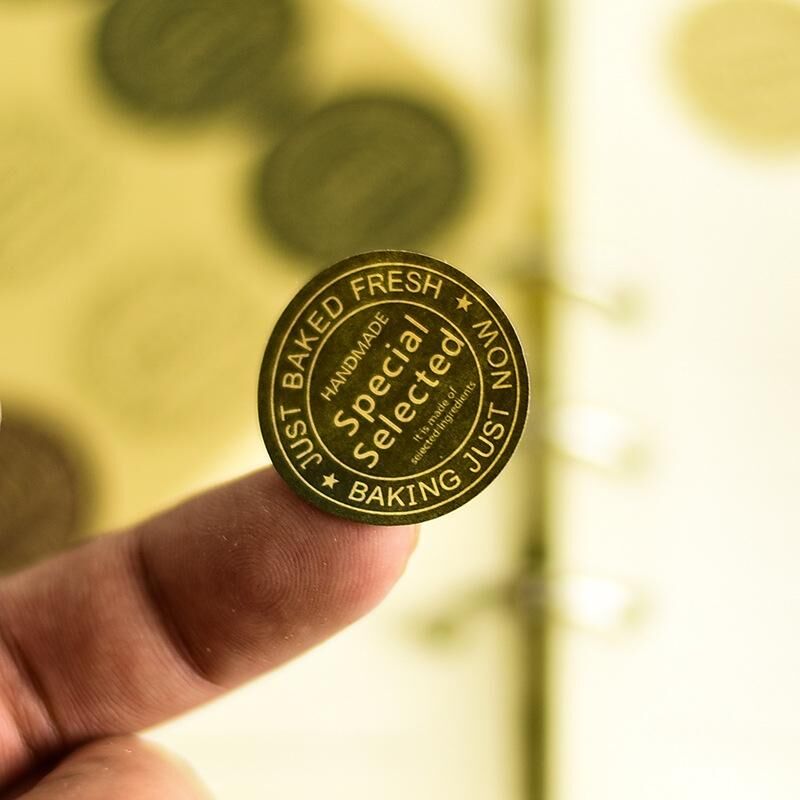 JUST BAKED FRESH
HANDMADE
Special
Selected
It is made of
selected ingredients
BAKING JUST NOW